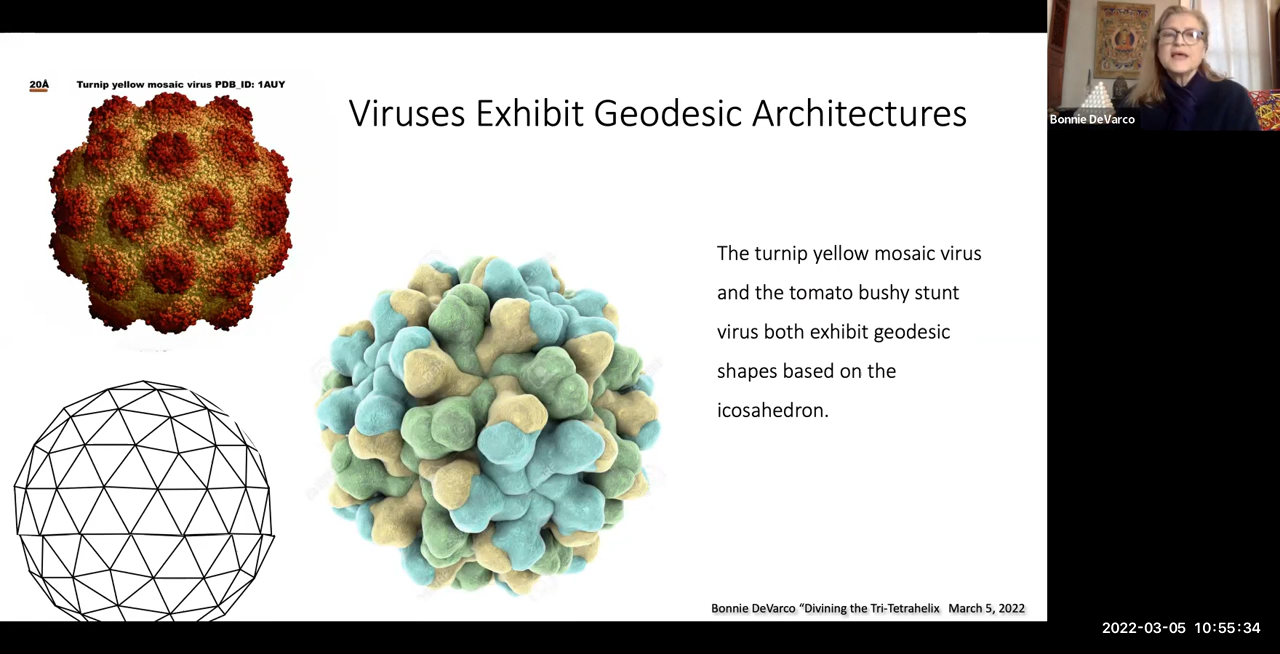 20Å
Turnip yellow mosaic virus PDB_ID: 1AUY
Viruses Exhibit Geodesic Architectures
The turnip yellow mosaic virus
and the tomato bushy stunt
virus both exhibit geodesic
shapes based on the
icosahedron.
Bonnie DeVarco “Divining the Tri-Tetrahelix March 5, 2022
Bonnie DeVarco
2022-03-05 10:55:34